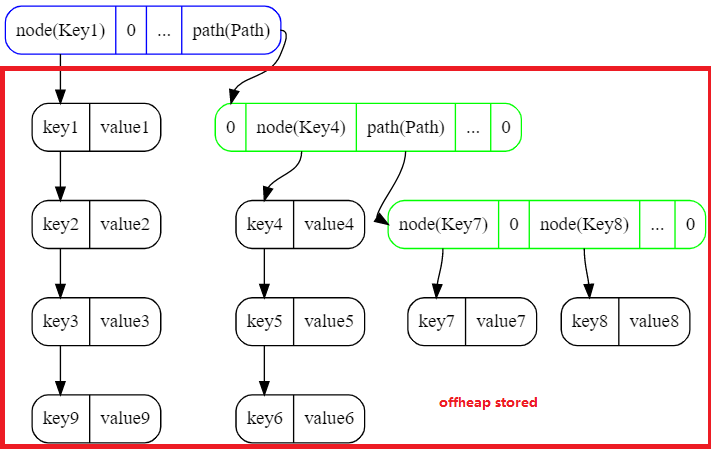 node(Key1) 0 ... path(Path)
key1 value1
0 node(Key4) path(Path) ... 0
key2 value2
key4 value4
node(Key7) 0 node(Key8) ... 0
key3 value3
key5 value5
key7 value7
key8 value8
offheap stored
key9 value9
key6 value6